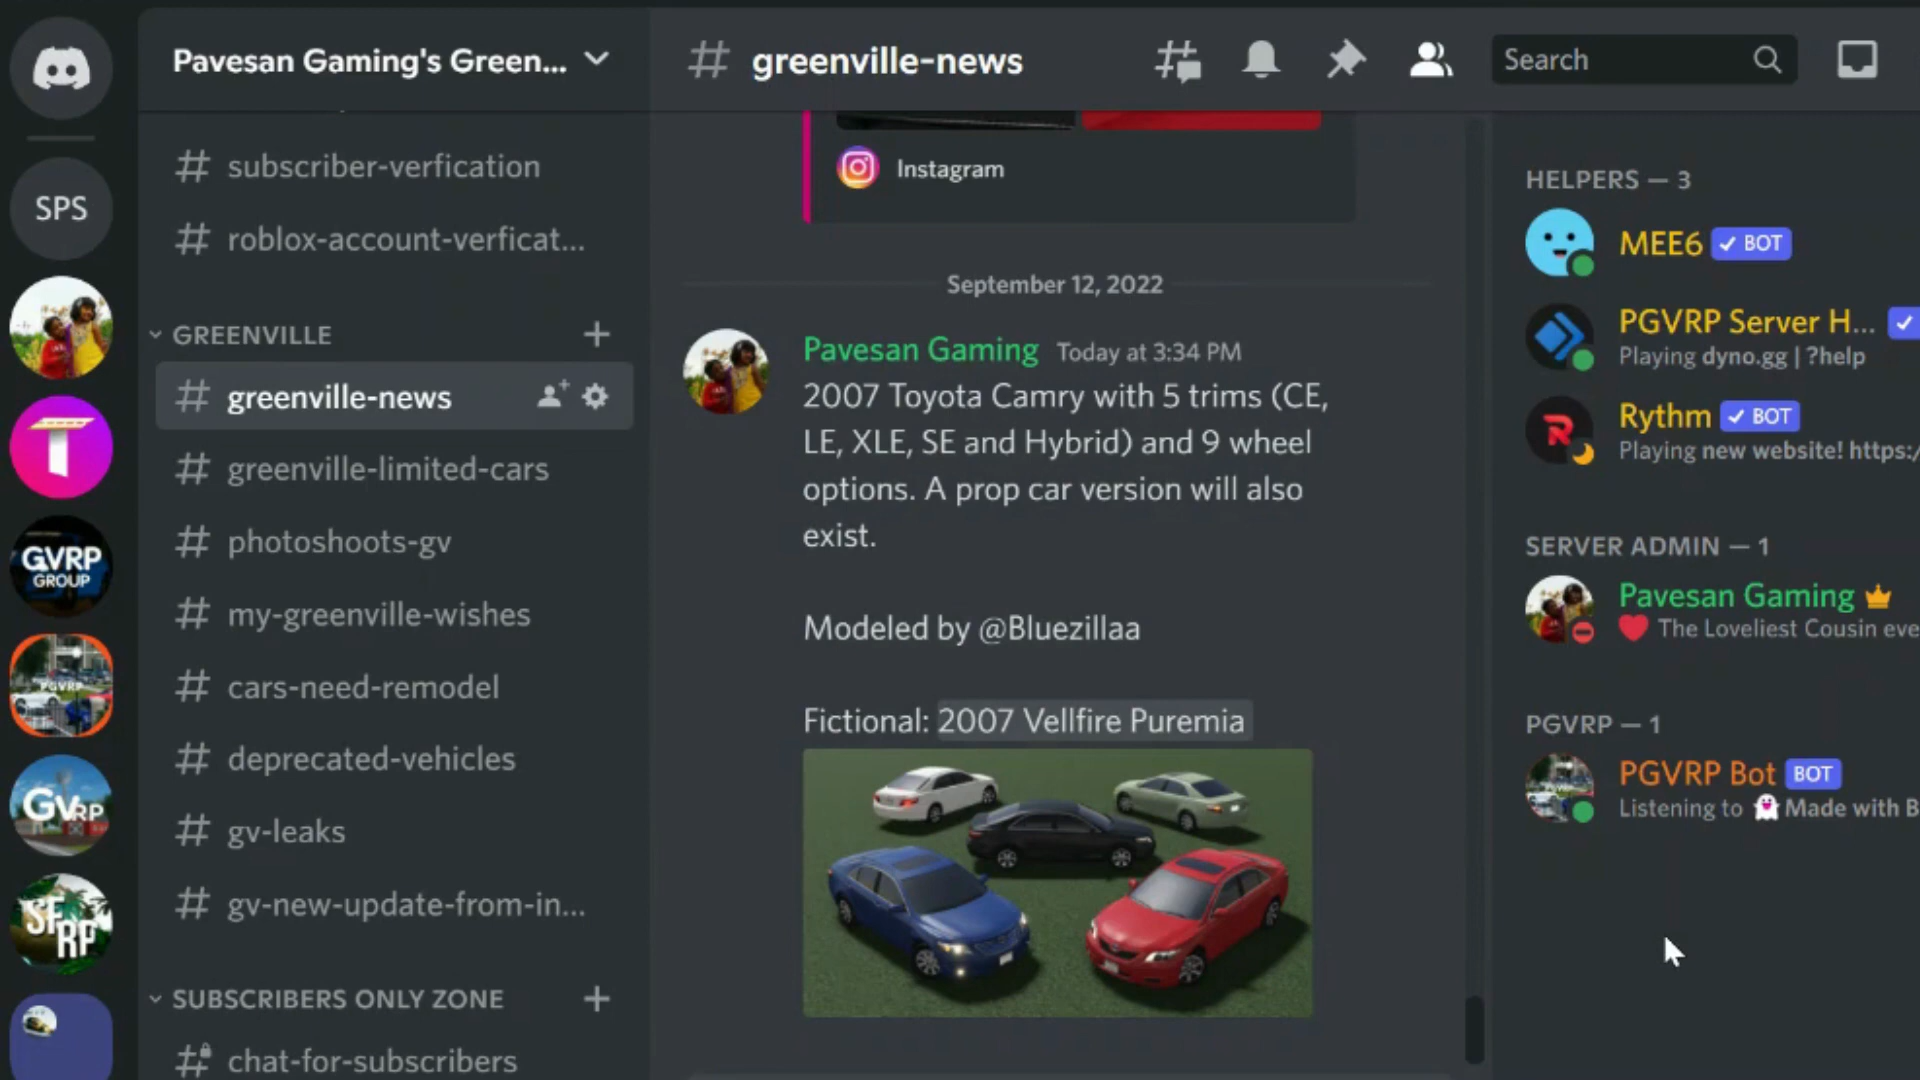 Pavesan Gaming's Green...
greenville-news
Search
SPS
T
GVRP
GROUP
PGVRP
GVRP
SF
RP
subscriber-verfication
roblox-account-verficat...
GREENVILLE
greenville-news
greenville-limited-cars
photoshoots-gv
my-greenville-wishes
cars-need-remodel
deprecated-vehicles
gv-leaks
gv-new-update-from-in...
SUBSCRIBERS ONLY ZONE
chat-for-subscribers
Instagram
September 12, 2022
Pavesan Gaming Today at 3:34 PM
2007 Toyota Camry with 5 trims (CE,
LE, XLE, SE and Hybrid) and 9 wheel
options. A prop car version will also
exist.
Modeled by @Bluezillaa
Fictional: 2007 Vellfire Puremia
HELPERS — 3
MEE6 BOT
PGVRP Server H...
Playing dyno.gg | ?help
Rythm BOT
Playing new website! https:/
SERVER ADMIN — 1
Pavesan Gaming
The Loveliest Cousin eve
PGVRP — 1
PGVRP Bot BOT
Listening to Made with B